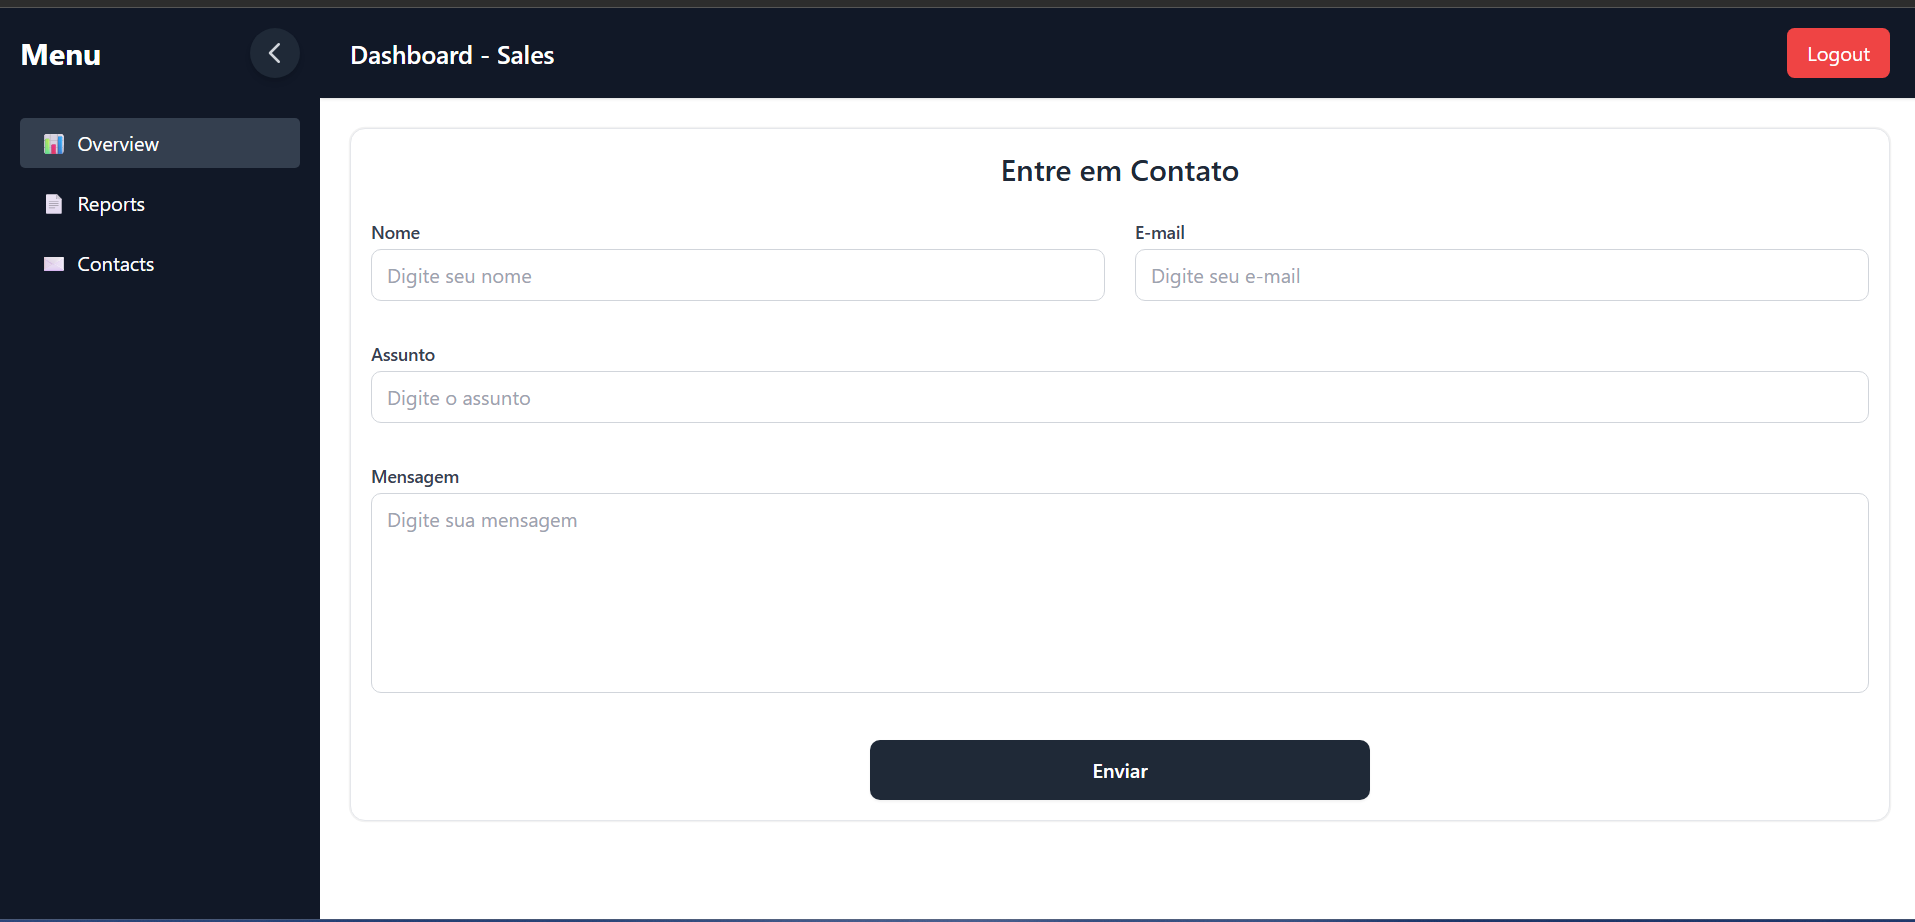 Menu
Dashboard - Sales
Logout
Overview
Reports
Contacts
Entre em Contato
Nome
E-mail
Digite seu nome
Digite seu e-mail
Assunto
Digite o assunto
Mensagem
Digite sua mensagem
Enviar